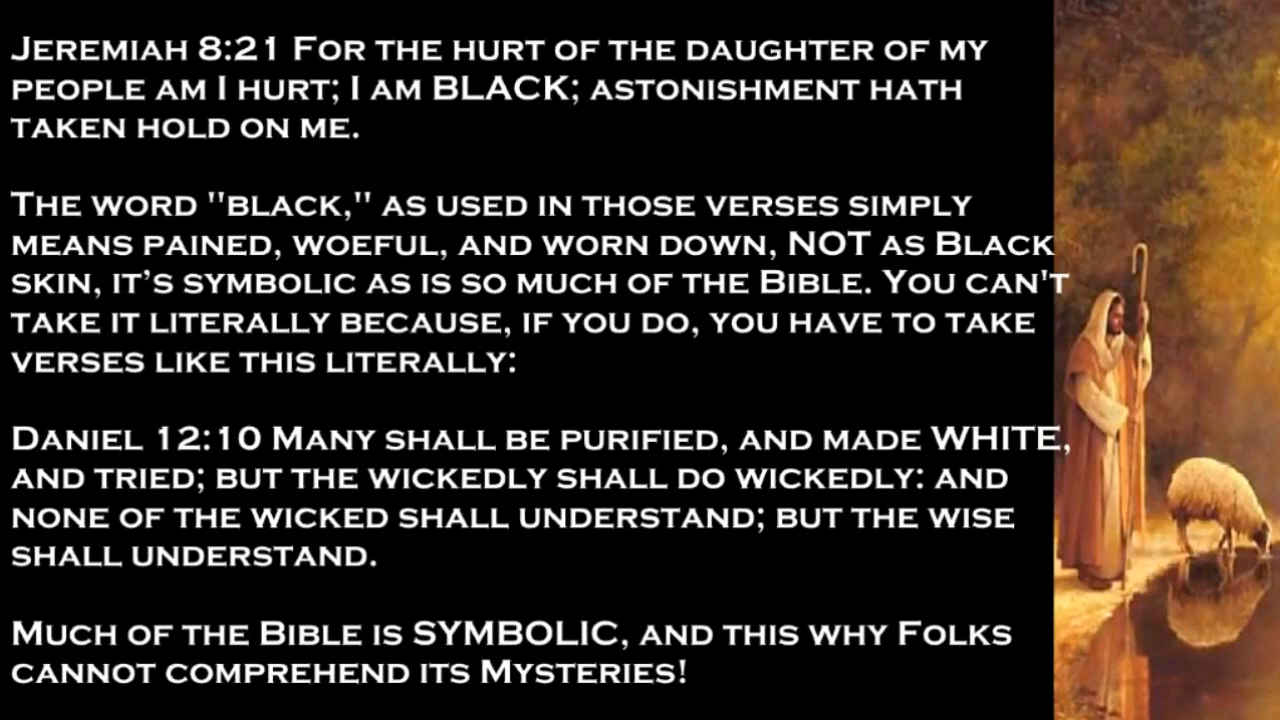 Jeremiah 8:21 For the hurt of the daughter of my
people am I hurt; I am BLACK; astonishment hath
taken hold on me.
The word "black," as used in those verses simply
means pained, woeful, and worn down, NOT as Black
skin, it’s symbolic as is so much of the Bible. You can't
take it literally because, if you do, you have to take
verses like this literally:
Daniel 12:10 Many shall be purified, and made WHITE,
and tried; but the wickedly shall do wickedly: and
none of the wicked shall understand; but the wise
shall understand.
Much of the Bible is SYMBOLIC, and this why Folks
cannot comprehend its Mysteries!